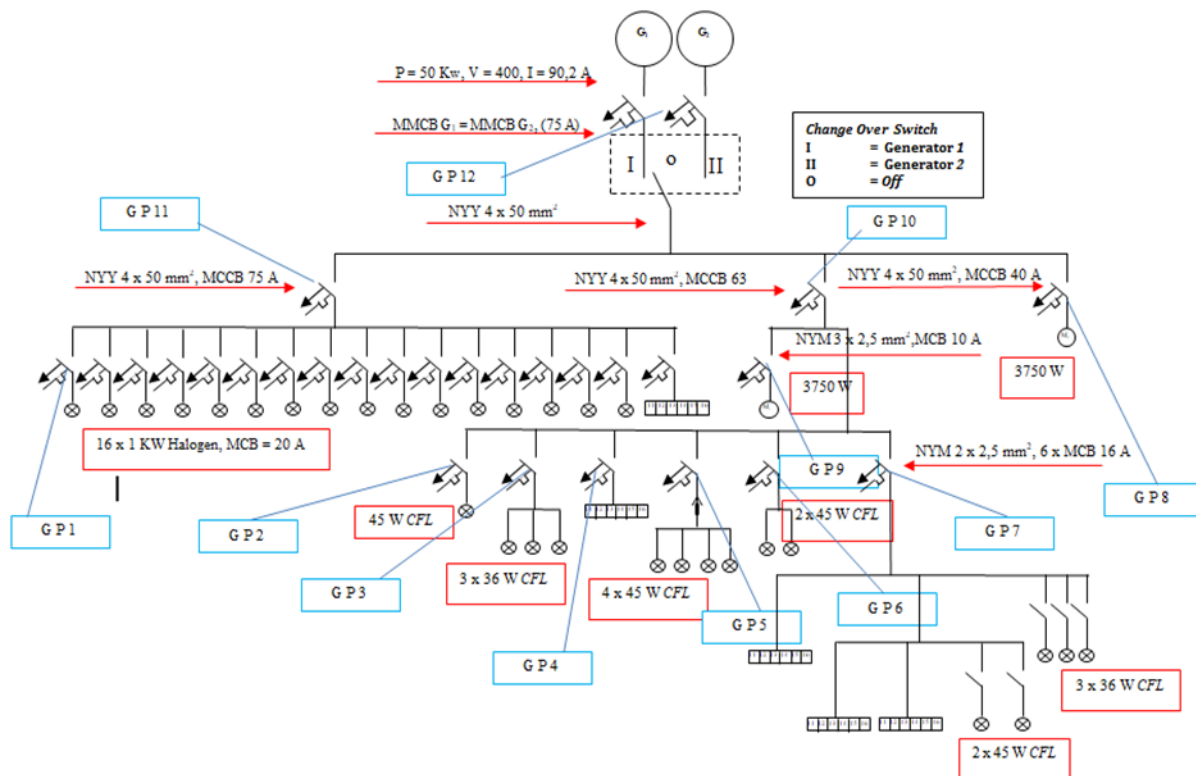 G1
G2
P = 50 Kw, V = 400, I = 90,2 A
MMCB G1 = MMCB G2, (75 A)
G P 12
I
O
II
Change Over Switch
I = Generator 1
II = Generator 2
O = Off
G P 11
NYY 4 x 50 mm²
G P 10
NYY 4 x 50 mm², MCCB 75 A
NYY 4 x 50 mm², MCCB 63
NYY 4 x 50 mm², MCCB 40 A
NYM 3 x 2,5 mm²,MCB 10 A
3750 W
3750 W
16 x 1 KW Halogen, MCB = 20 A
NYM 2 x 2,5 mm², 6 x MCB 16 A
G P 9
G P 8
G P 1
G P 2
45 W CFL
2 x 45 W CFL
G P 7
3 x 36 W CFL
4 x 45 W CFL
G P 3
G P 6
G P 5
G P 4
3 x 36 W CFL
2 x 45 W CFL